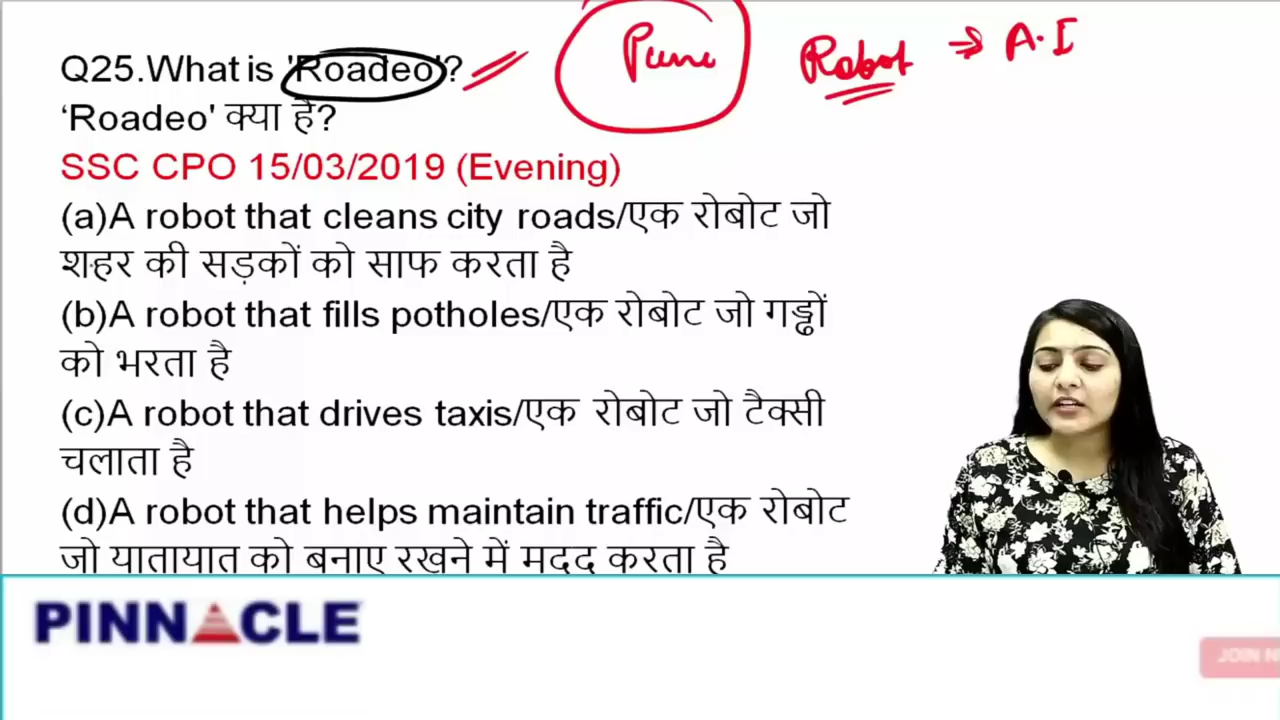 Q25.What is 'Roadeo'?
Pune
Robot → A.I
‘Roadeo' क्या है?
SSC CPO 15/03/2019 (Evening)
(a)A robot that cleans city roads/एक रोबोट जो
शहर की सड़कों को साफ करता है
(b)A robot that fills potholes/एक रोबोट जो गड्ढों
को भरता है
(c)A robot that drives taxis/एक रोबोट जो टैक्सी
चलाता है
(d)A robot that helps maintain traffic/एक रोबोट
जो यातायात को बनाए रखने में मदद करता है
PINNACLE
JOIN